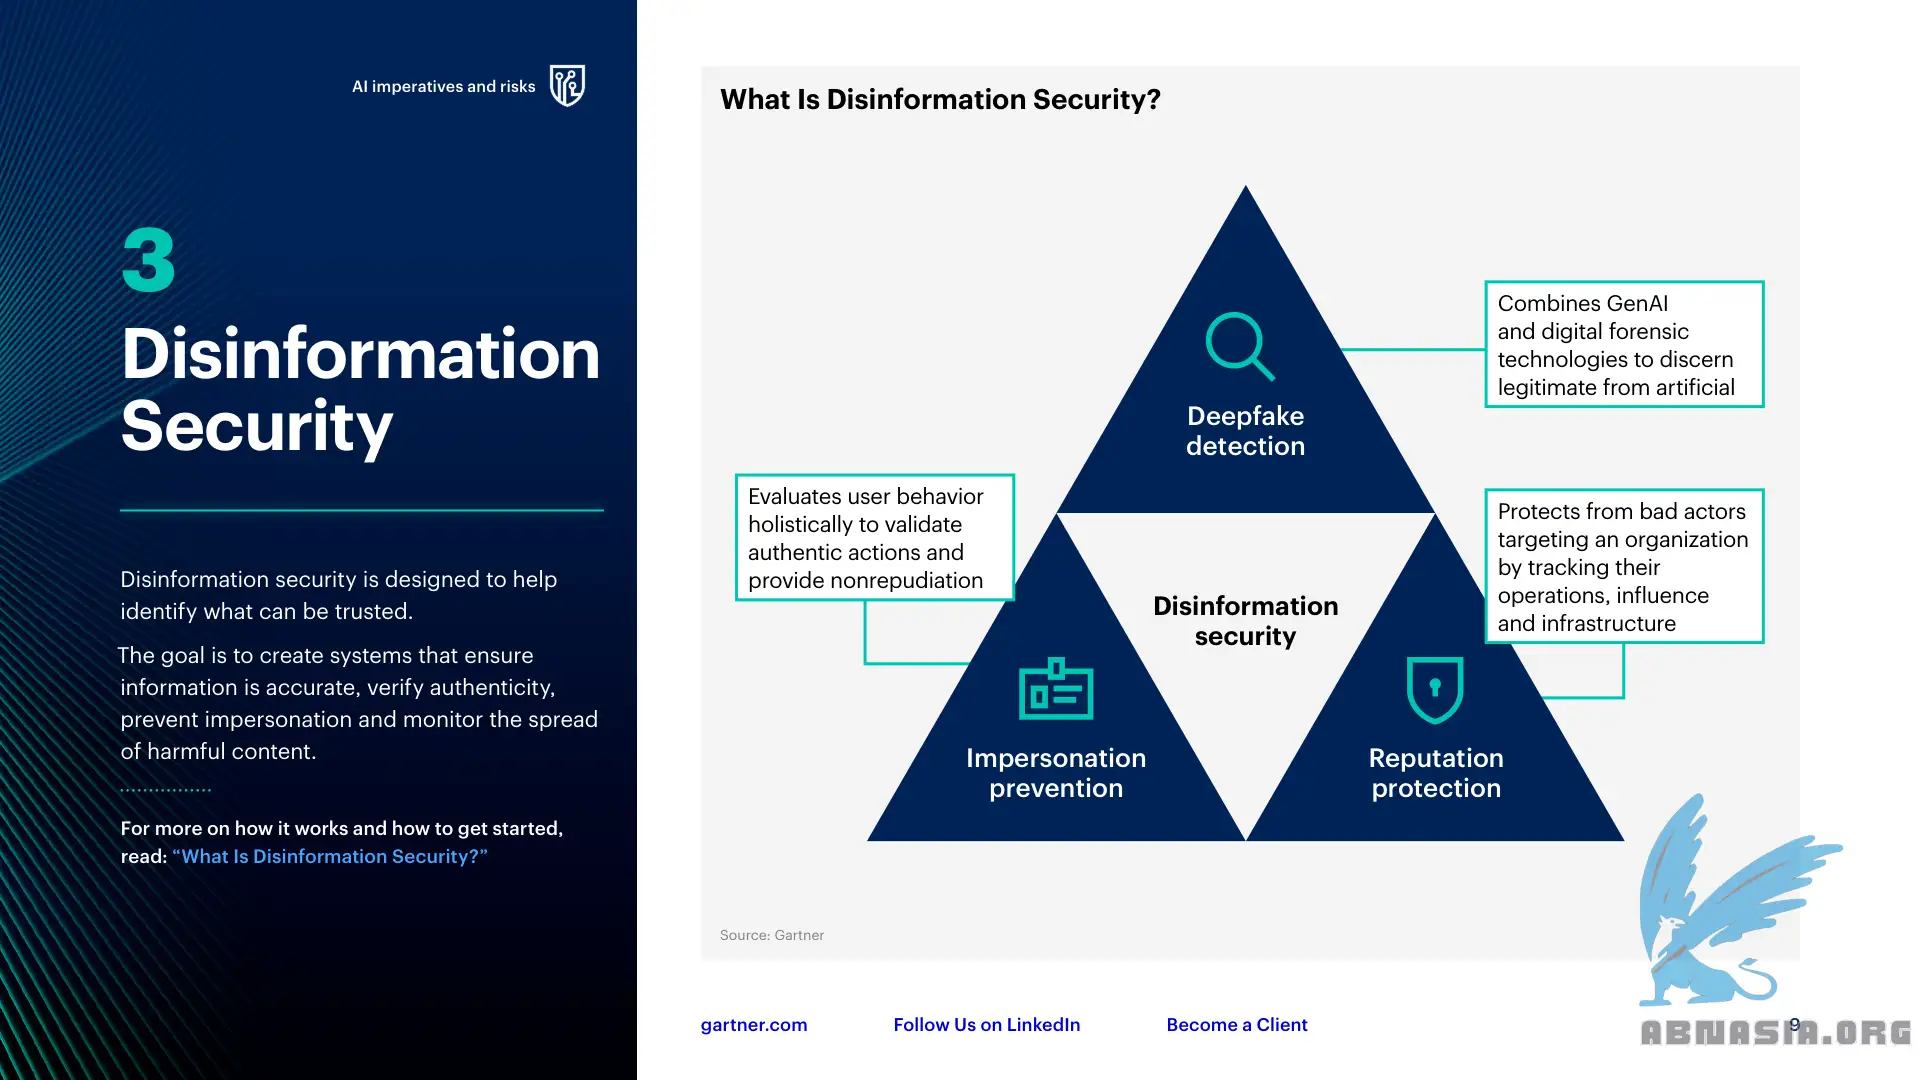 AI imperatives and risks
3
Disinformation
Security
Disinformation security is designed to help
identify what can be trusted.
The goal is to create systems that ensure
information is accurate, verify authenticity,
prevent impersonation and monitor the spread
of harmful content.
For more on how it works and how to get started,
read: “What Is Disinformation Security?”
What Is Disinformation Security?
Deepfake
detection
Combines GenAI
and digital forensic
technologies to discern
legitimate from artificial
Evaluates user behavior
holistically to validate
authentic actions and
provide nonrepudiation
Protects from bad actors
targeting an organization
by tracking their
operations, influence
and infrastructure
Disinformation
security
Impersonation
prevention
Reputation
protection
Source: Gartner
gartner.com
Follow Us on LinkedIn
Become a Client
9
ABNASIA.ORG